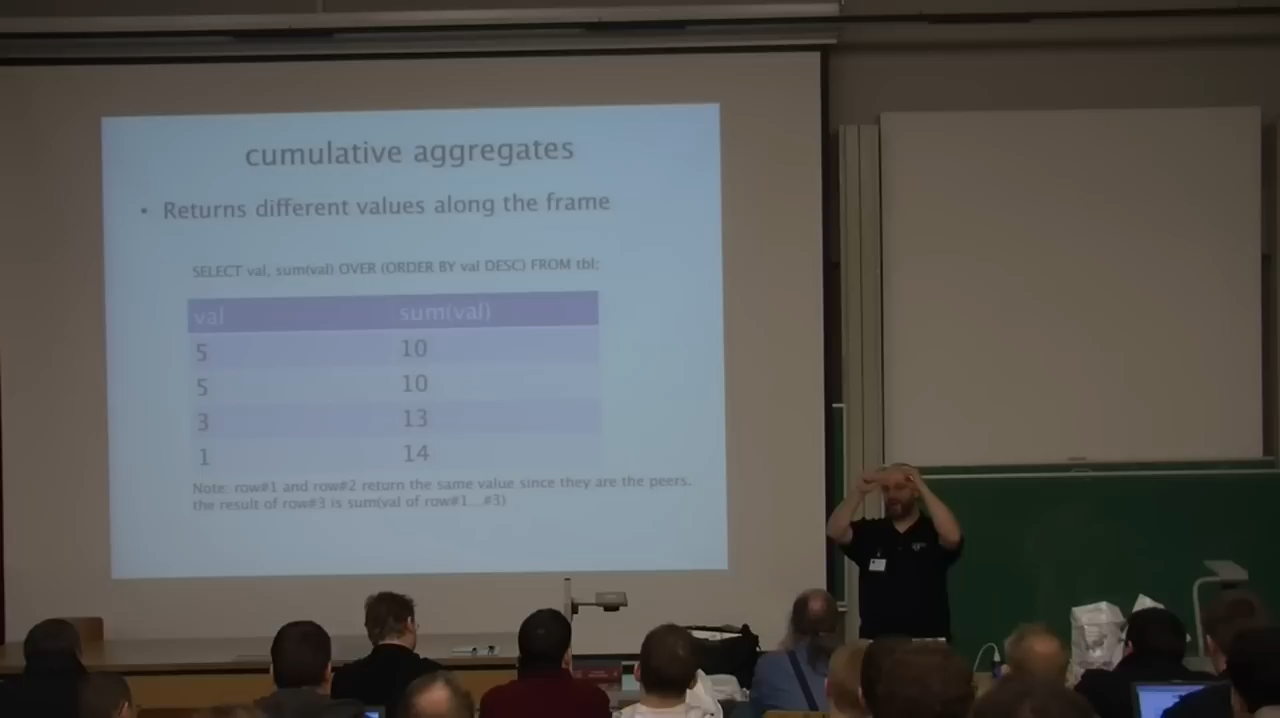 cumulative aggregates
• Returns different values along the frame
SELECT val, sum(val) OVER (ORDER BY val DESC) FROM tbl;
val sum(val)
5 10
5 10
3 13
1 14
Note: row#1 and row#2 return the same value since they are the peers.
the result of row#3 is sum(val of row#1...#3)